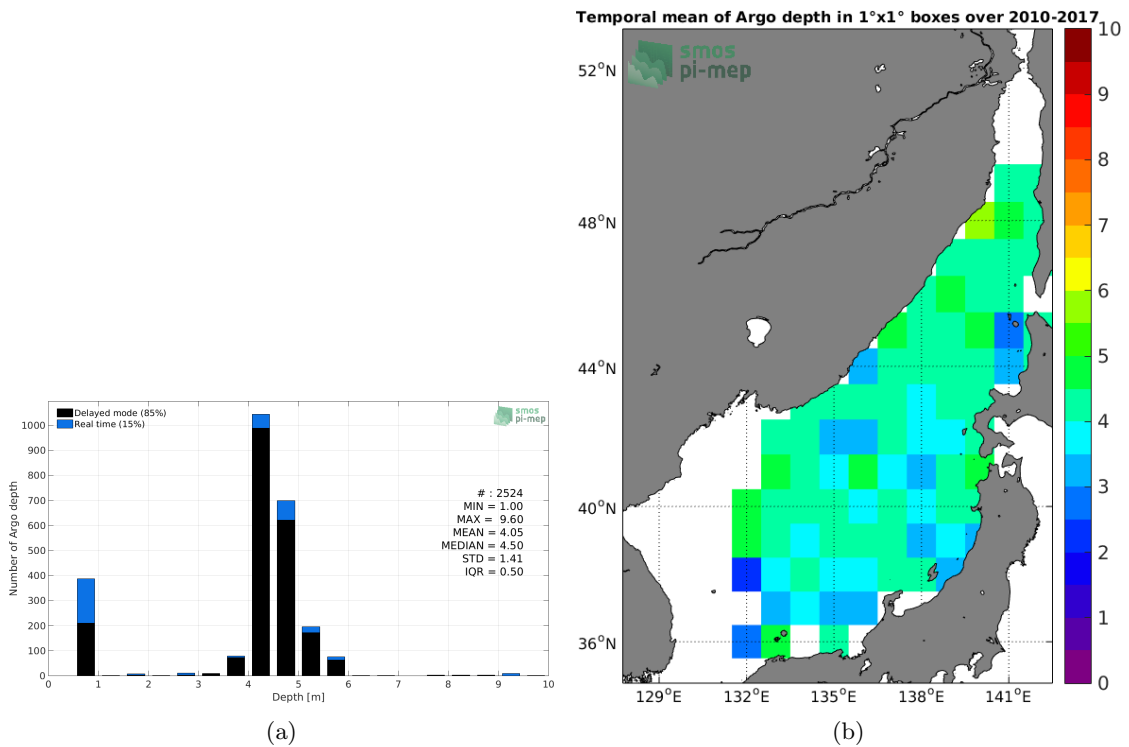 Delayed mode (85%)
Real time (15%)
smos
pi-mep
# : 2524
MIN = 1.00
MAX = 9.60
MEAN = 4.05
MEDIAN = 4.50
STD = 1.41
IQR = 0.50
Number of Argo depth
1000
900
800
700
600
500
400
300
200
100
0
0 1 2 3 4 5 6 7 8 9 10
Depth [m]
(a)
Temporal mean of Argo depth in 1°x1° boxes over 2010-2017
smos
pi-mep
52°N
48°N
44°N
40°N
36°N
129°E 132°E 135°E 138°E 141°E
10
9
8
7
6
5
4
3
2
1
0
(b)